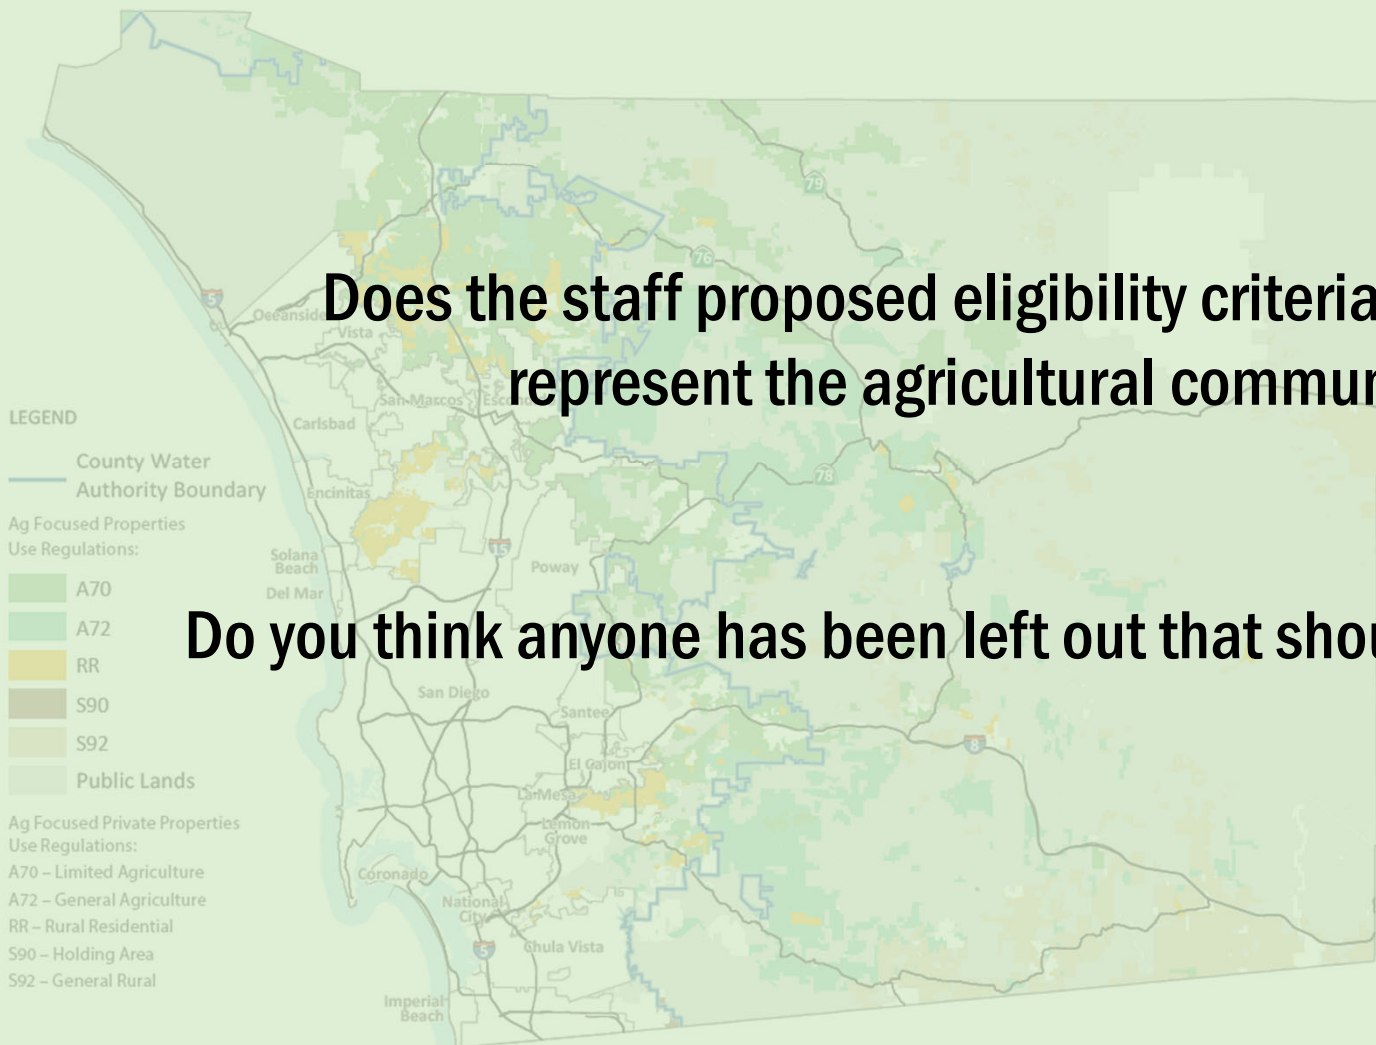 Does the staff proposed eligibility criteria
represent the agricultural
Do you think anyone has been left out that
LEGEND
County Water
Authority Boundary
Ag Focused Properties
Use Regulations:
A70
A72
RR
S90
S92
Public Lands
Ag Focused Private Properties
Use Regulations:
A70 – Limited Agriculture
A72 – General Agriculture
RR – Rural Residential
S90 – Holding Area
S92 – General Rural
79
76
5
Oceanside
Vista
San Marcos
Carlsbad
78
Encinitas
15
Solana
Beach
Poway
Del Mar
San Diego
Santee
8
El Cajon
La Mesa
Lemon
Grove
Coronado
National
City
5
Chula Vista
Imperial
Beach